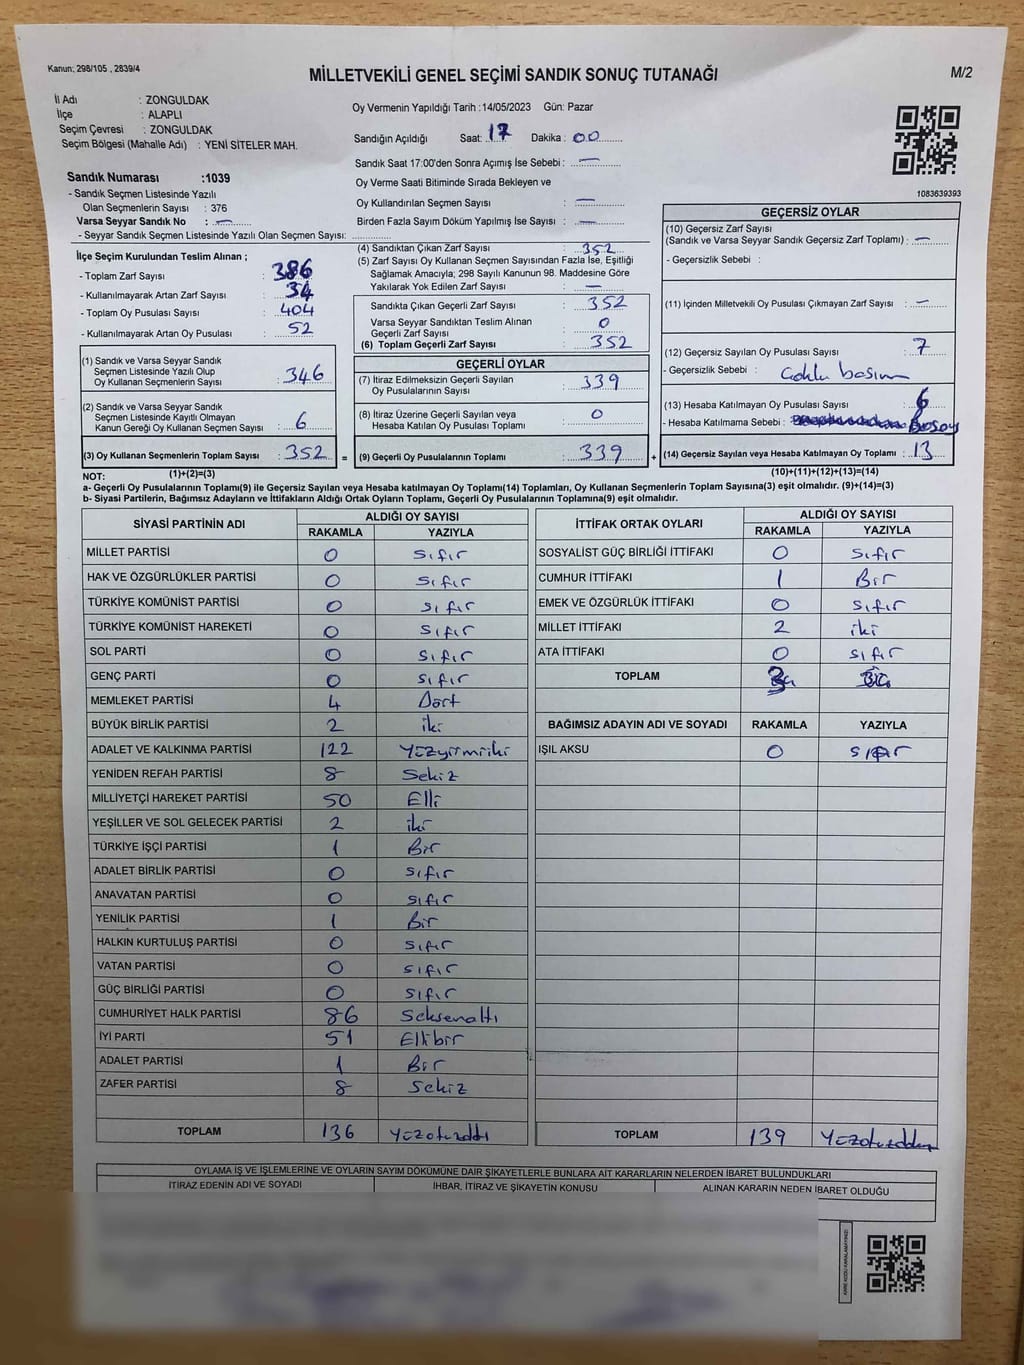 Kanun: 298/105 , 2839/4
MİLLETVEKİLİ GENEL SEÇİMİ SANDIK SONUÇ TUTANAĞI
M/2
İl Adı : ZONGULDAK
İlçe : ALAPLI
Seçim Çevresi : ZONGULDAK
Seçim Bölgesi (Mahalle Adı) : YENİ SİTELER MAH.
Oy Vermenin Yapıldığı Tarih :14/05/2023 Gün: Pazar
Sandığın Açıldığı Saat: 17 Dakika : 00
Sandık Saat 17:00'den Sonra Açımış İse Sebebi : —
Oy Verme Saati Bitiminde Sırada Bekleyen ve
Oy Kullandırılan Seçmen Sayısı : —
Birden Fazla Sayım Döküm Yapılmış İse Sayısı : —
1083639393
Sandık Numarası :1039
- Sandık Seçmen Listesinde Yazılı
Olan Seçmenlerin Sayısı : 376
Varsa Seyyar Sandık No : —
- Seyyar Sandık Seçmen Listesinde Yazılı Olan Seçmen Sayısı:
İlçe Seçim Kurulundan Teslim Alınan ;
- Toplam Zarf Sayısı : 386
- Kullanılmayarak Artan Zarf Sayısı : 34
- Toplam Oy Pusulası Sayısı : 404
- Kullanılmayarak Artan Oy Pusulası : 52
(1) Sandık ve Varsa Seyyar Sandık
Seçmen Listesinde Yazılı Olup
Oy Kullanan Seçmenlerin Sayısı : 346
(2) Sandık ve Varsa Seyyar Sandık
Seçmen Listesinde Kayıtlı Olmayan
Kanun Gereği Oy Kullanan Seçmen Sayısı : 6
(3) Oy Kullanan Seçmenlerin Toplam Sayısı : 352 =
(1)+(2)=(3)
(4) Sandıktan Çıkan Zarf Sayısı : 352
(5) Zarf Sayısı Oy Kullanan Seçmen Sayısından Fazla İse, Eşitliği
Sağlamak Amacıyla; 298 Sayılı Kanunun 98. Maddesine Göre
Yakılarak Yok Edilen Zarf Sayısı : —
Sandıkta Çıkan Geçerli Zarf Sayısı : 352
Varsa Seyyar Sandıktan Teslim Alınan
Geçerli Zarf Sayısı : 0
(6) Toplam Geçerli Zarf Sayısı : 352
GEÇERLİ OYLAR
(7) İtiraz Edilmeksizin Geçerli Sayılan
Oy Pusulalarının Sayısı : 339
(8) İtiraz Üzerine Geçerli Sayılan veya
Hesaba Katılan Oy Pusulası Toplamı : 0
(9) Geçerli Oy Pusulalarının Toplamı : 339 +
GEÇERSİZ OYLAR
(10) Geçersiz Zarf Sayısı
(Sandık ve Varsa Seyyar Sandık Geçersiz Zarf Toplamı) : —
- Geçersizlik Sebebi :
(11) İçinden Milletvekili Oy Pusulası Çıkmayan Zarf Sayısı : —
(12) Geçersiz Sayılan Oy Pusulası Sayısı : 7
- Geçersizlik Sebebi : Çoklu basım
(13) Hesaba Katılmayan Oy Pusulası Sayısı : 6
- Hesaba Katılmama Sebebi :
(14) Geçersiz Sayılan veya Hesaba Katılmayan Oy Toplamı : 13
(10)+(11)+(12)+(13)=(14)
NOT:
a- Geçerli Oy Pusulalarının Toplamı(9) ile Geçersiz Sayılan veya Hesaba katılmayan Oy Toplamı(14) Toplamları, Oy Kullanan Seçmenlerin Toplam Sayısına(3) eşit olmalıdır. (9)+(14)=(3)
b- Siyasi Partilerin, Bağımsız Adayların ve İttifakların Aldığı Ortak Oyların Toplamı, Geçerli Oy Pusulalarının Toplamına(9) eşit olmalıdır.
SİYASİ PARTİNİN ADI ALDIĞI OY SAYISI
RAKAMLA YAZIYLA
MİLLET PARTİSİ 0 Sıfır
HAK VE ÖZGÜRLÜKLER PARTİSİ 0 Sıfır
TÜRKİYE KOMÜNİST PARTİSİ 0 Sıfır
TÜRKİYE KOMÜNİST HAREKETİ 0 Sıfır
SOL PARTİ 0 Sıfır
GENÇ PARTİ 0 Sıfır
MEMLEKET PARTİSİ 4 Dört
BÜYÜK BİRLİK PARTİSİ 2 iki
ADALET VE KALKINMA PARTİSİ 122 Yüzyirmiiki
YENİDEN REFAH PARTİSİ 8 Sekiz
MİLLİYETÇİ HAREKET PARTİSİ 50 Elli
YEŞİLLER VE SOL GELECEK PARTİSİ 2 iki
TÜRKİYE İŞÇİ PARTİSİ 1 Bir
ADALET BİRLİK PARTİSİ 0 Sıfır
ANAVATAN PARTİSİ 0 Sıfır
YENİLİK PARTİSİ 1 Bir
HALKIN KURTULUŞ PARTİSİ 0 Sıfır
VATAN PARTİSİ 0 Sıfır
GÜÇ BİRLİĞİ PARTİSİ 0 Sıfır
CUMHURİYET HALK PARTİSİ 86 Seksenaltı
İYİ PARTİ 51 Ellibir
ADALET PARTİSİ 1 Bir
ZAFER PARTİSİ 8 Sekiz
TOPLAM 136 Yüzotuzaltı
İTTİFAK ORTAK OYLARI ALDIĞI OY SAYISI
RAKAMLA YAZIYLA
SOSYALİST GÜÇ BİRLİĞİ İTTİFAKI 0 Sıfır
CUMHUR İTTİFAKI 1 Bir
EMEK VE ÖZGÜRLÜK İTTİFAKI 0 Sıfır
MİLLET İTTİFAKI 2 iki
ATA İTTİFAKI 0 Sıfır
TOPLAM
BAĞIMSIZ ADAYIN ADI VE SOYADI RAKAMLA YAZIYLA
IŞIL AKSU 0 Sıfır
TOPLAM 139
OYLAMA İŞ VE İŞLEMLERİNE VE OYLARIN SAYIM DÖKÜMÜNE DAİR ŞİKAYETLERLE BUNLARA AİT KARARLARIN NELERDEN İBARET BULUNDUKLARI
İTİRAZ EDENİN ADI VE SOYADI İHBAR, İTİRAZ VE ŞİKAYETİN KONUSU ALINAN KARARIN NEDEN İBARET OLDUĞU
KARE KODU KARALAMAYINIZ!